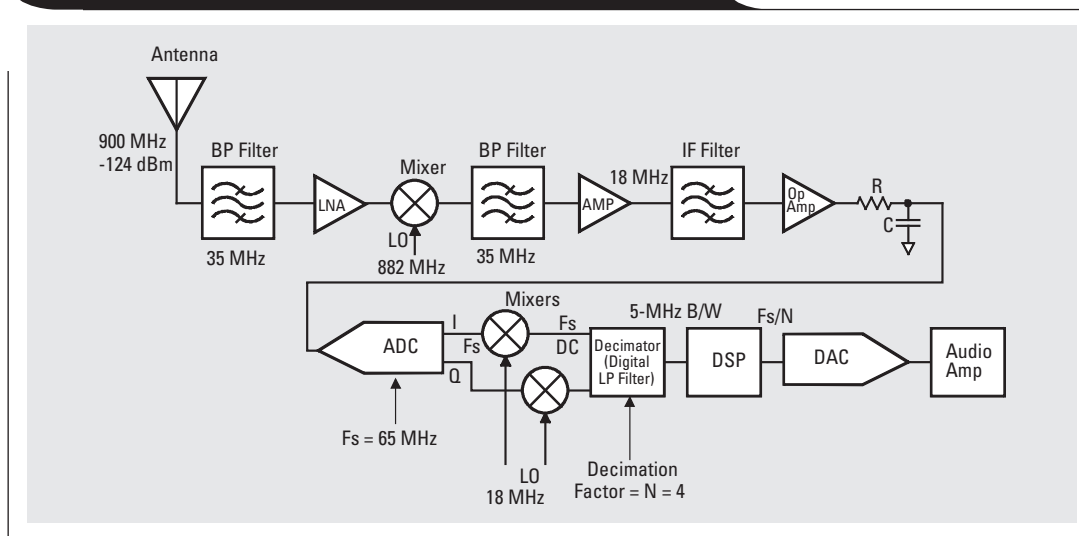 Antenna
900 MHz
-124 dBm
BP Filter
35 MHz
LNA
Mixer
LO
882 MHz
BP Filter
35 MHz
AMP
18 MHz
IF Filter
Op
Amp
R
C
ADC
Fs = 65 MHz
I
Fs
Q
Mixers
LO
18 MHz
Fs
DC
Decimator
(Digital
LP Filter)
Decimation
Factor = N = 4
5-MHz B/W
DSP
Fs/N
DAC
Audio
Amp